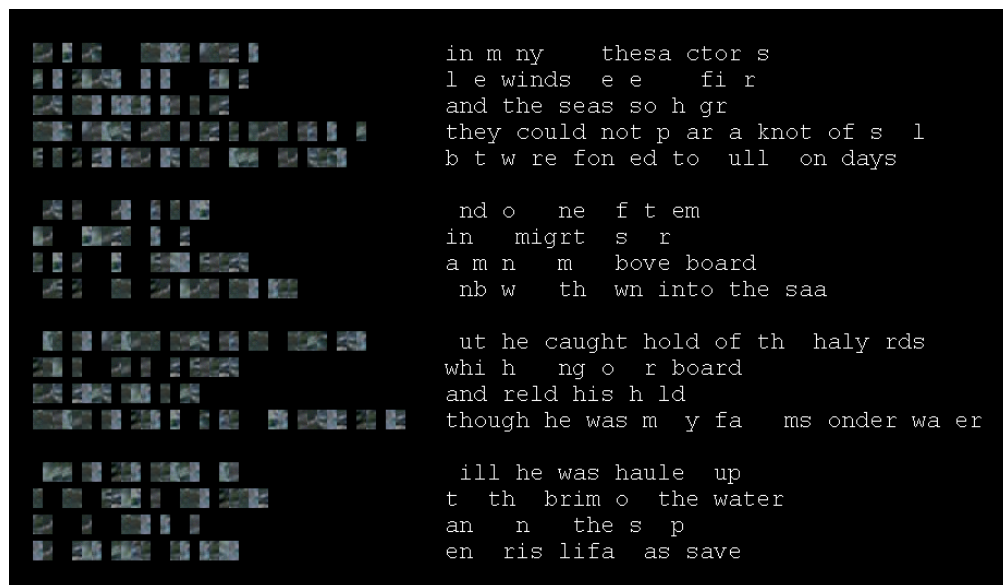 in m ny thesa ctor s
l e winds e e fi r
and the seas so h gr
they could not p ar a knot of s l
b t w re fon ed to ull on days
nd o ne f t em
in migrt s r
a m n m bove board
nb w th wn into the saa
ut he caught hold of th haly rds
whi h ng o r board
and reld his h ld
though he was m y fa ms onder wa er
ill he was haule up
t th brim o the water
an n the s p
en ris lifa as save